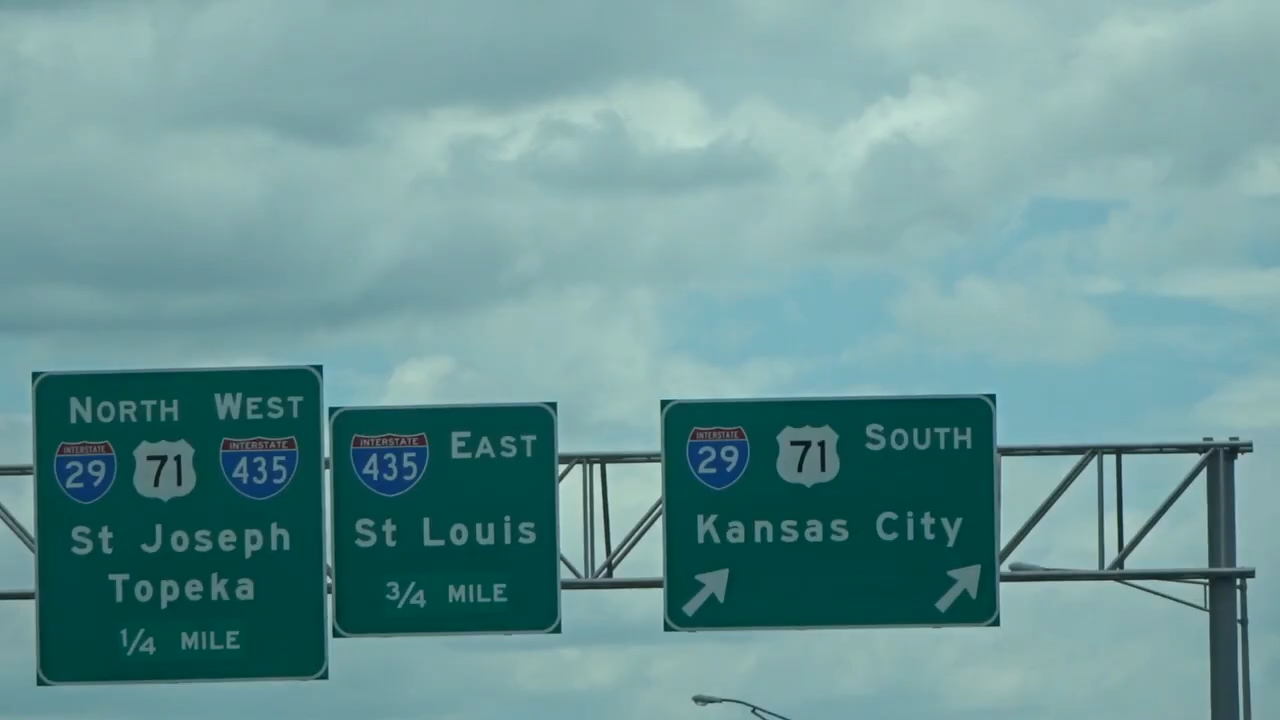 NORTH WEST
INTERSTATE 29 71 INTERSTATE 435
St Joseph
Topeka
1/4 MILE
INTERSTATE 435 EAST
St Louis
3/4 MILE
INTERSTATE 29 71 SOUTH
Kansas City